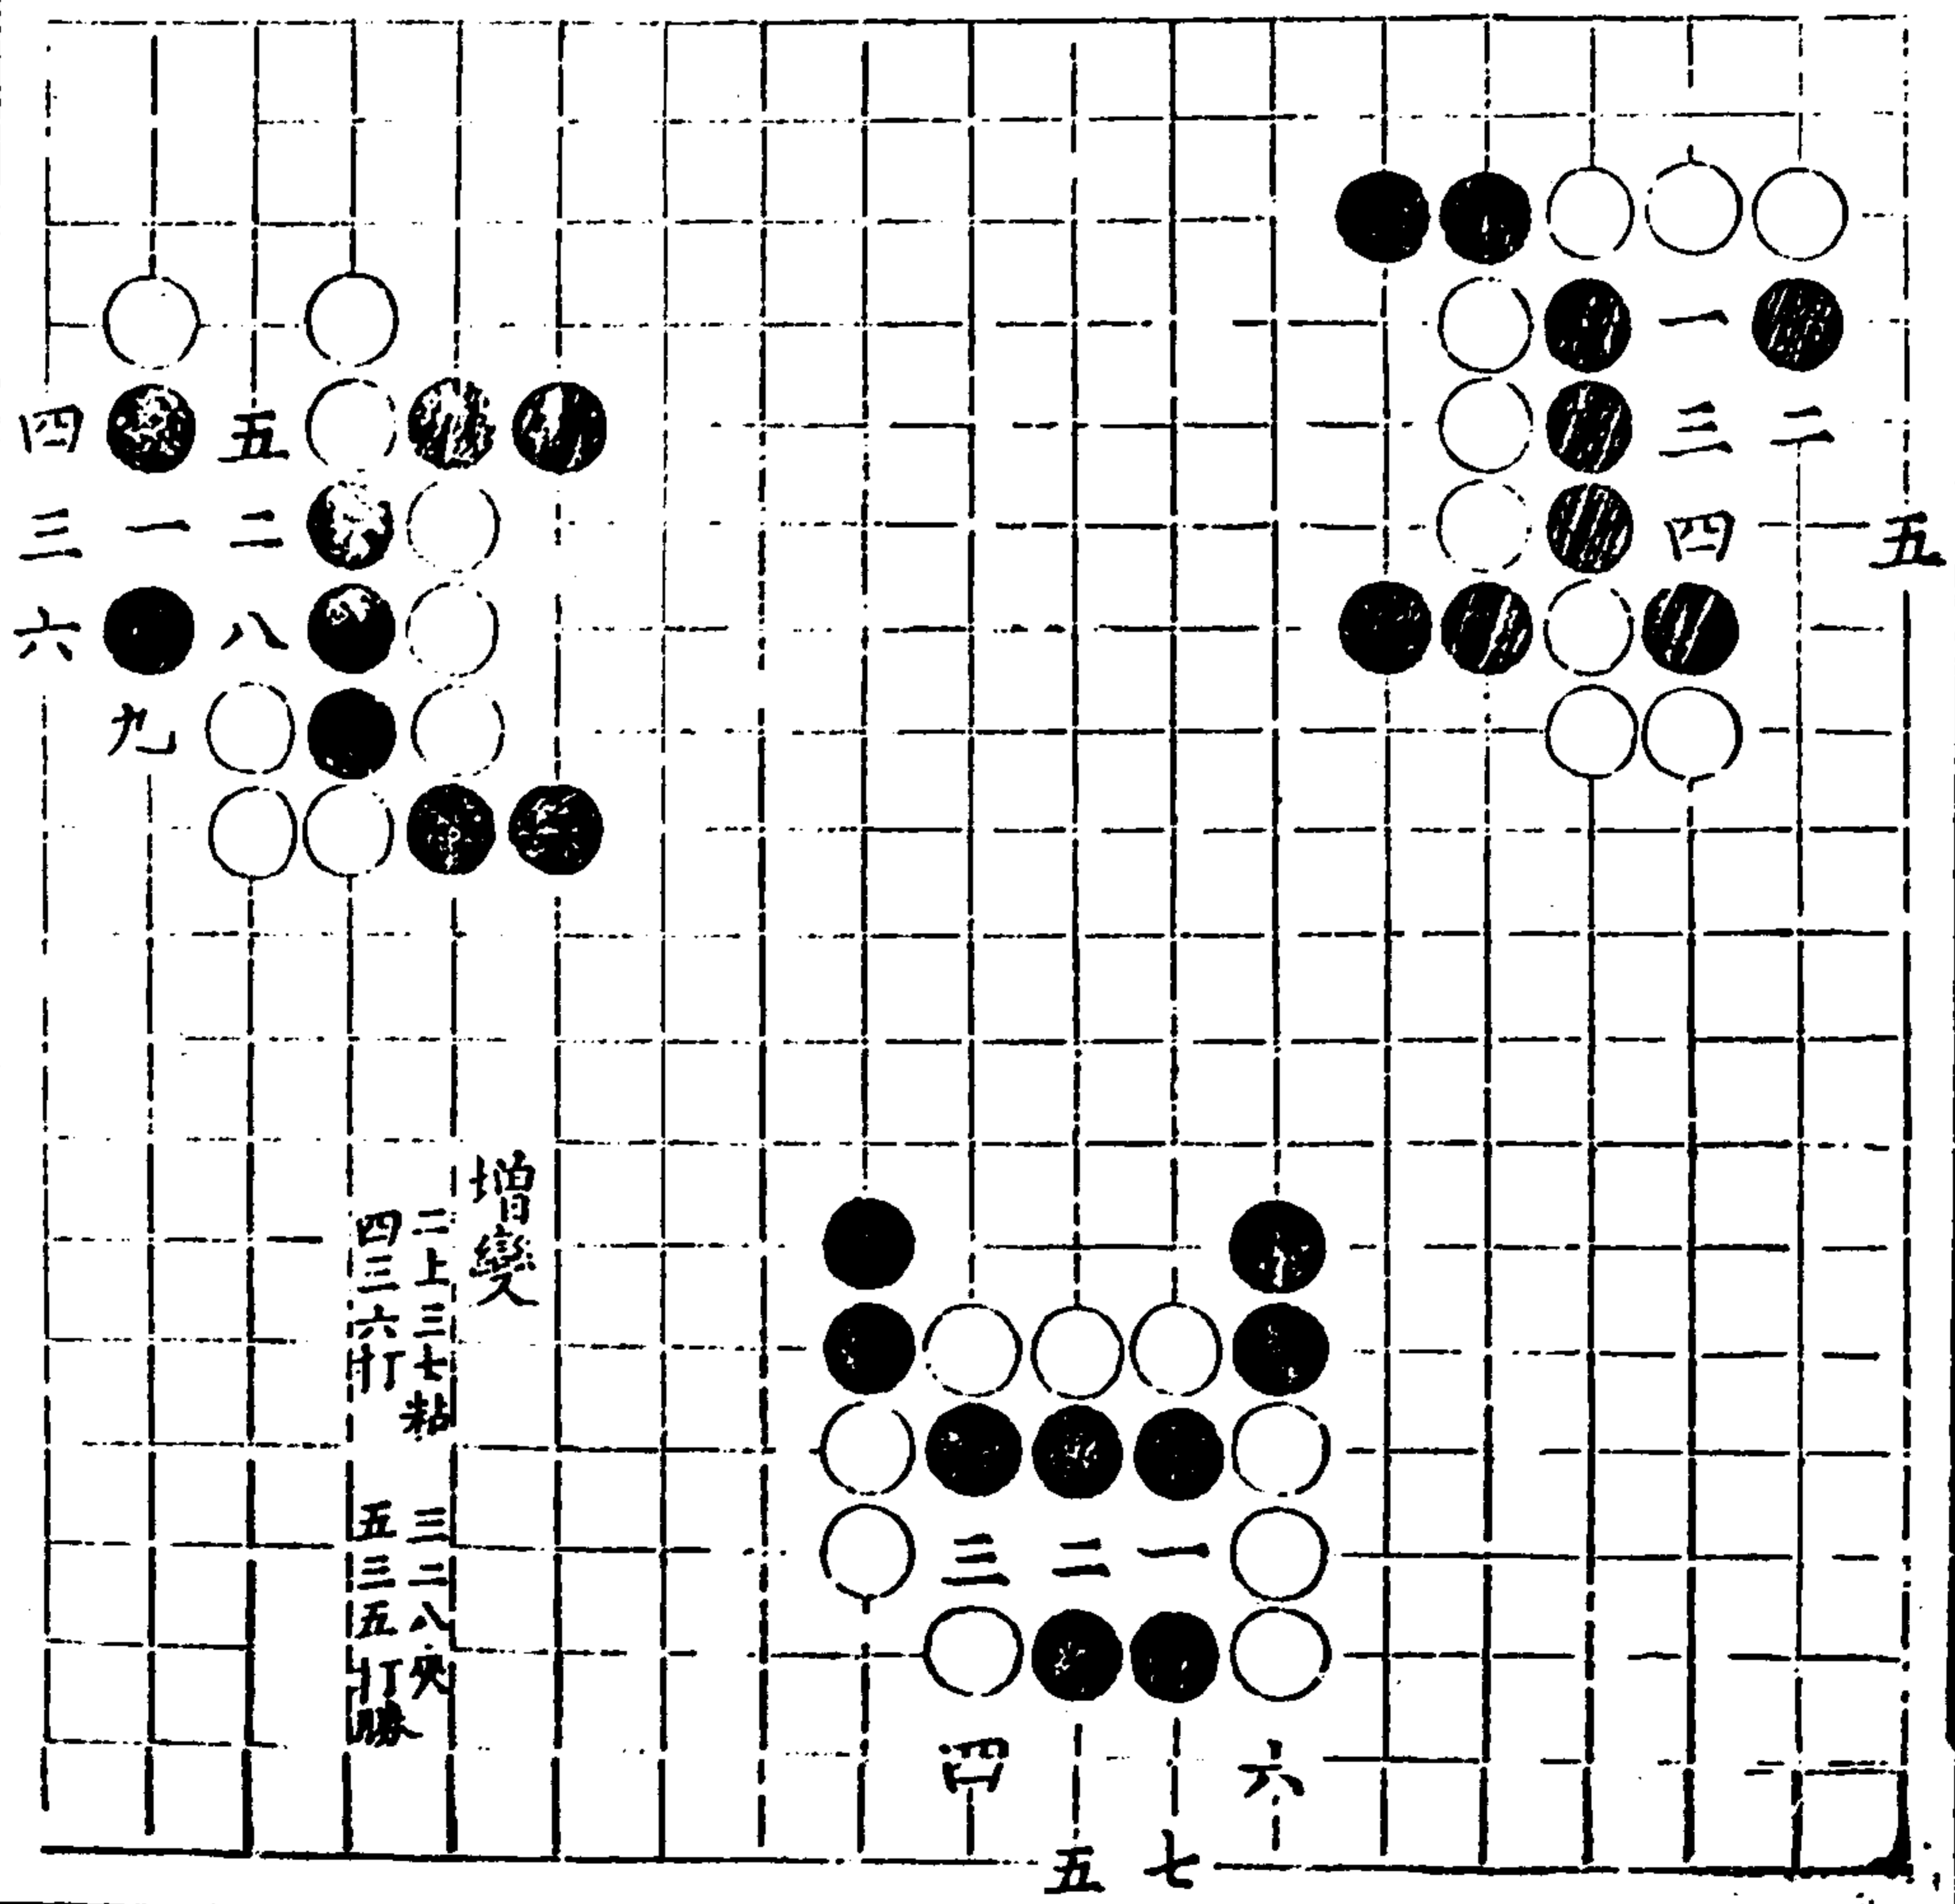 一
四 五 三 二
三 一 二 四 五
六 八
九
增變
二上三七粘 三二八夾
四三六打 五三五打勝
三 二 一
四 六
五 七